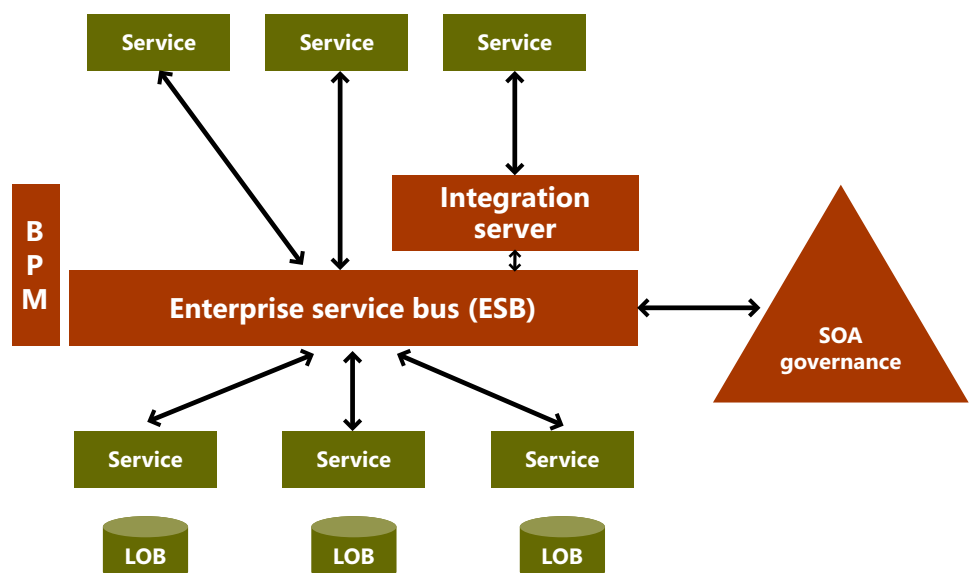 Service
Service
Service
Integration
server
B
P
M
Enterprise service bus (ESB)
SOA
governance
Service
Service
Service
LOB
LOB
LOB